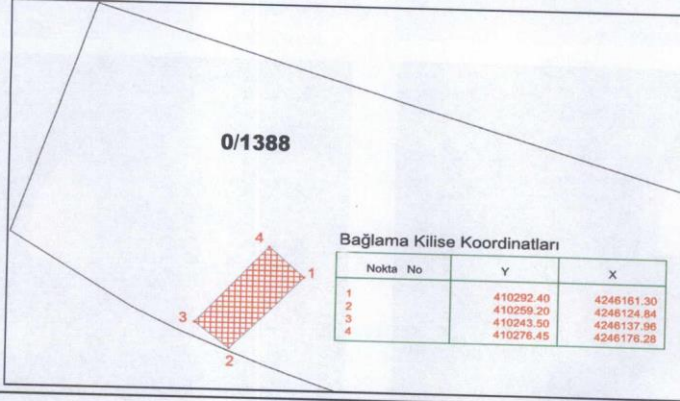 0/1388
4
1
3
2
Bağlama Kilise Koordinatları
Nokta No Y X
1 410292.40 4246161.30
2 410259.20 4246124.84
3 410243.50 4246137.96
4 410276.45 4246176.28